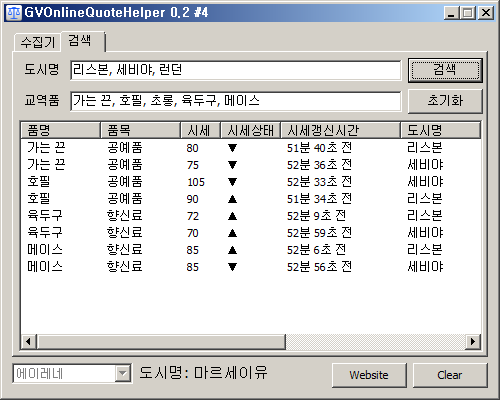 GVOnlineQuoteHelper 0.2 #4
수집기 검색
도시명 리스본, 세비야, 런던 검색
교역품 가는 끈, 호필, 초롱, 육두구, 메이스 초기화
품명 품목 시세 시세상태 시세갱신시간 도시명
가는 끈 공예품 80 ▼ 51분 40초 전 리스본
가는 끈 공예품 75 ▼ 52분 36초 전 세비야
호필 공예품 105 ▼ 52분 33초 전 세비야
호필 공예품 90 ▲ 51분 34초 전 리스본
육두구 향신료 72 ▲ 52분 9초 전 리스본
육두구 향신료 70 ▲ 52분 59초 전 세비야
메이스 향신료 85 ▲ 52분 6초 전 리스본
메이스 향신료 85 ▼ 52분 56초 전 세비야
에이레네 도시명: 마르세이유 Website Clear